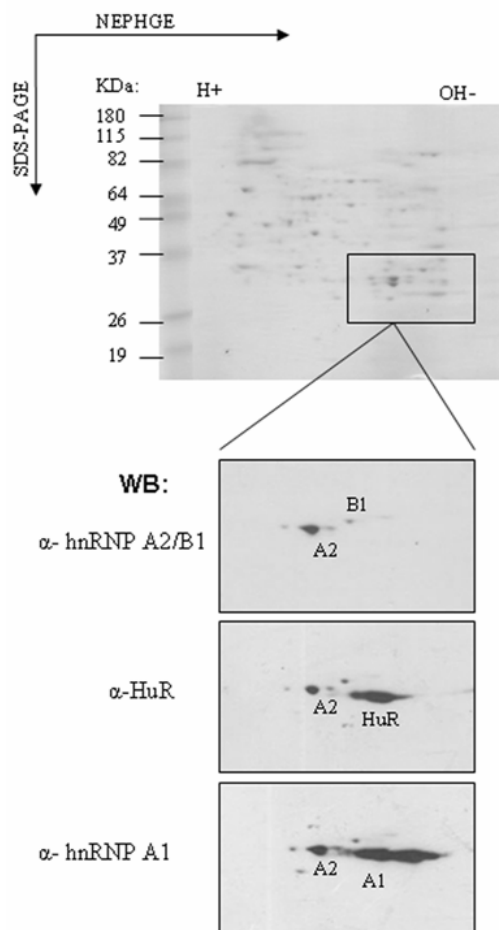 NEPHGE
SDS-PAGE
KDa: H+ OH-
180
115
82
64
49
37
26
19
WB:
α- hnRNP A2/B1
B1
A2
α-HuR
A2
HuR
α- hnRNP A1
A2
A1